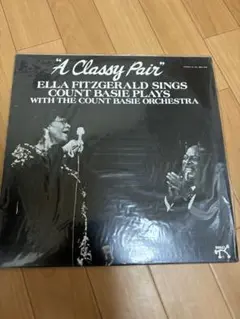 "A Classy Pair"
ELLA FITZGERALD SINGS
COUNT BASIE PLAYS
WITH THE COUNT BASIE ORCHESTRA